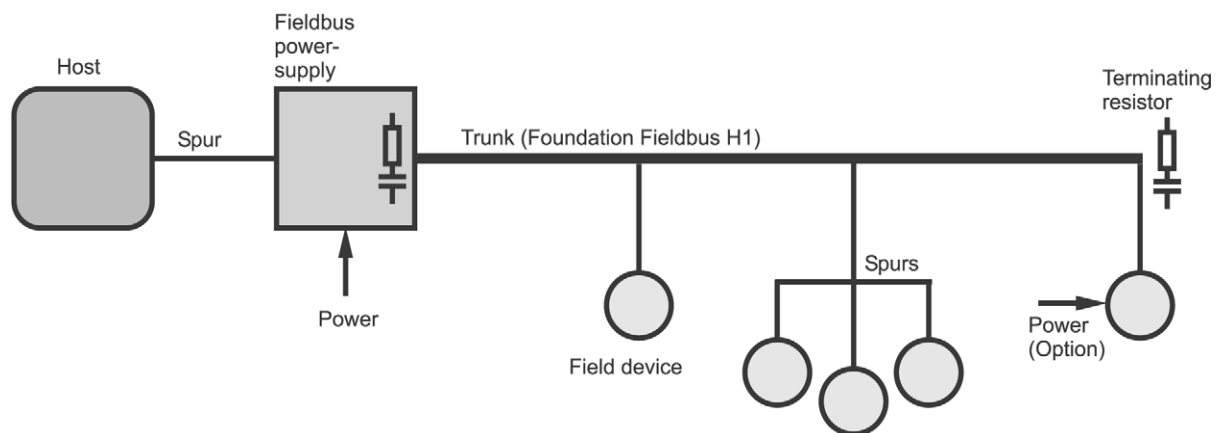 Fieldbus
power-
supply
Host
Terminating
resistor
Spur
Trunk (Foundation Fieldbus H1)
Spurs
Power
Power
(Option)
Field device